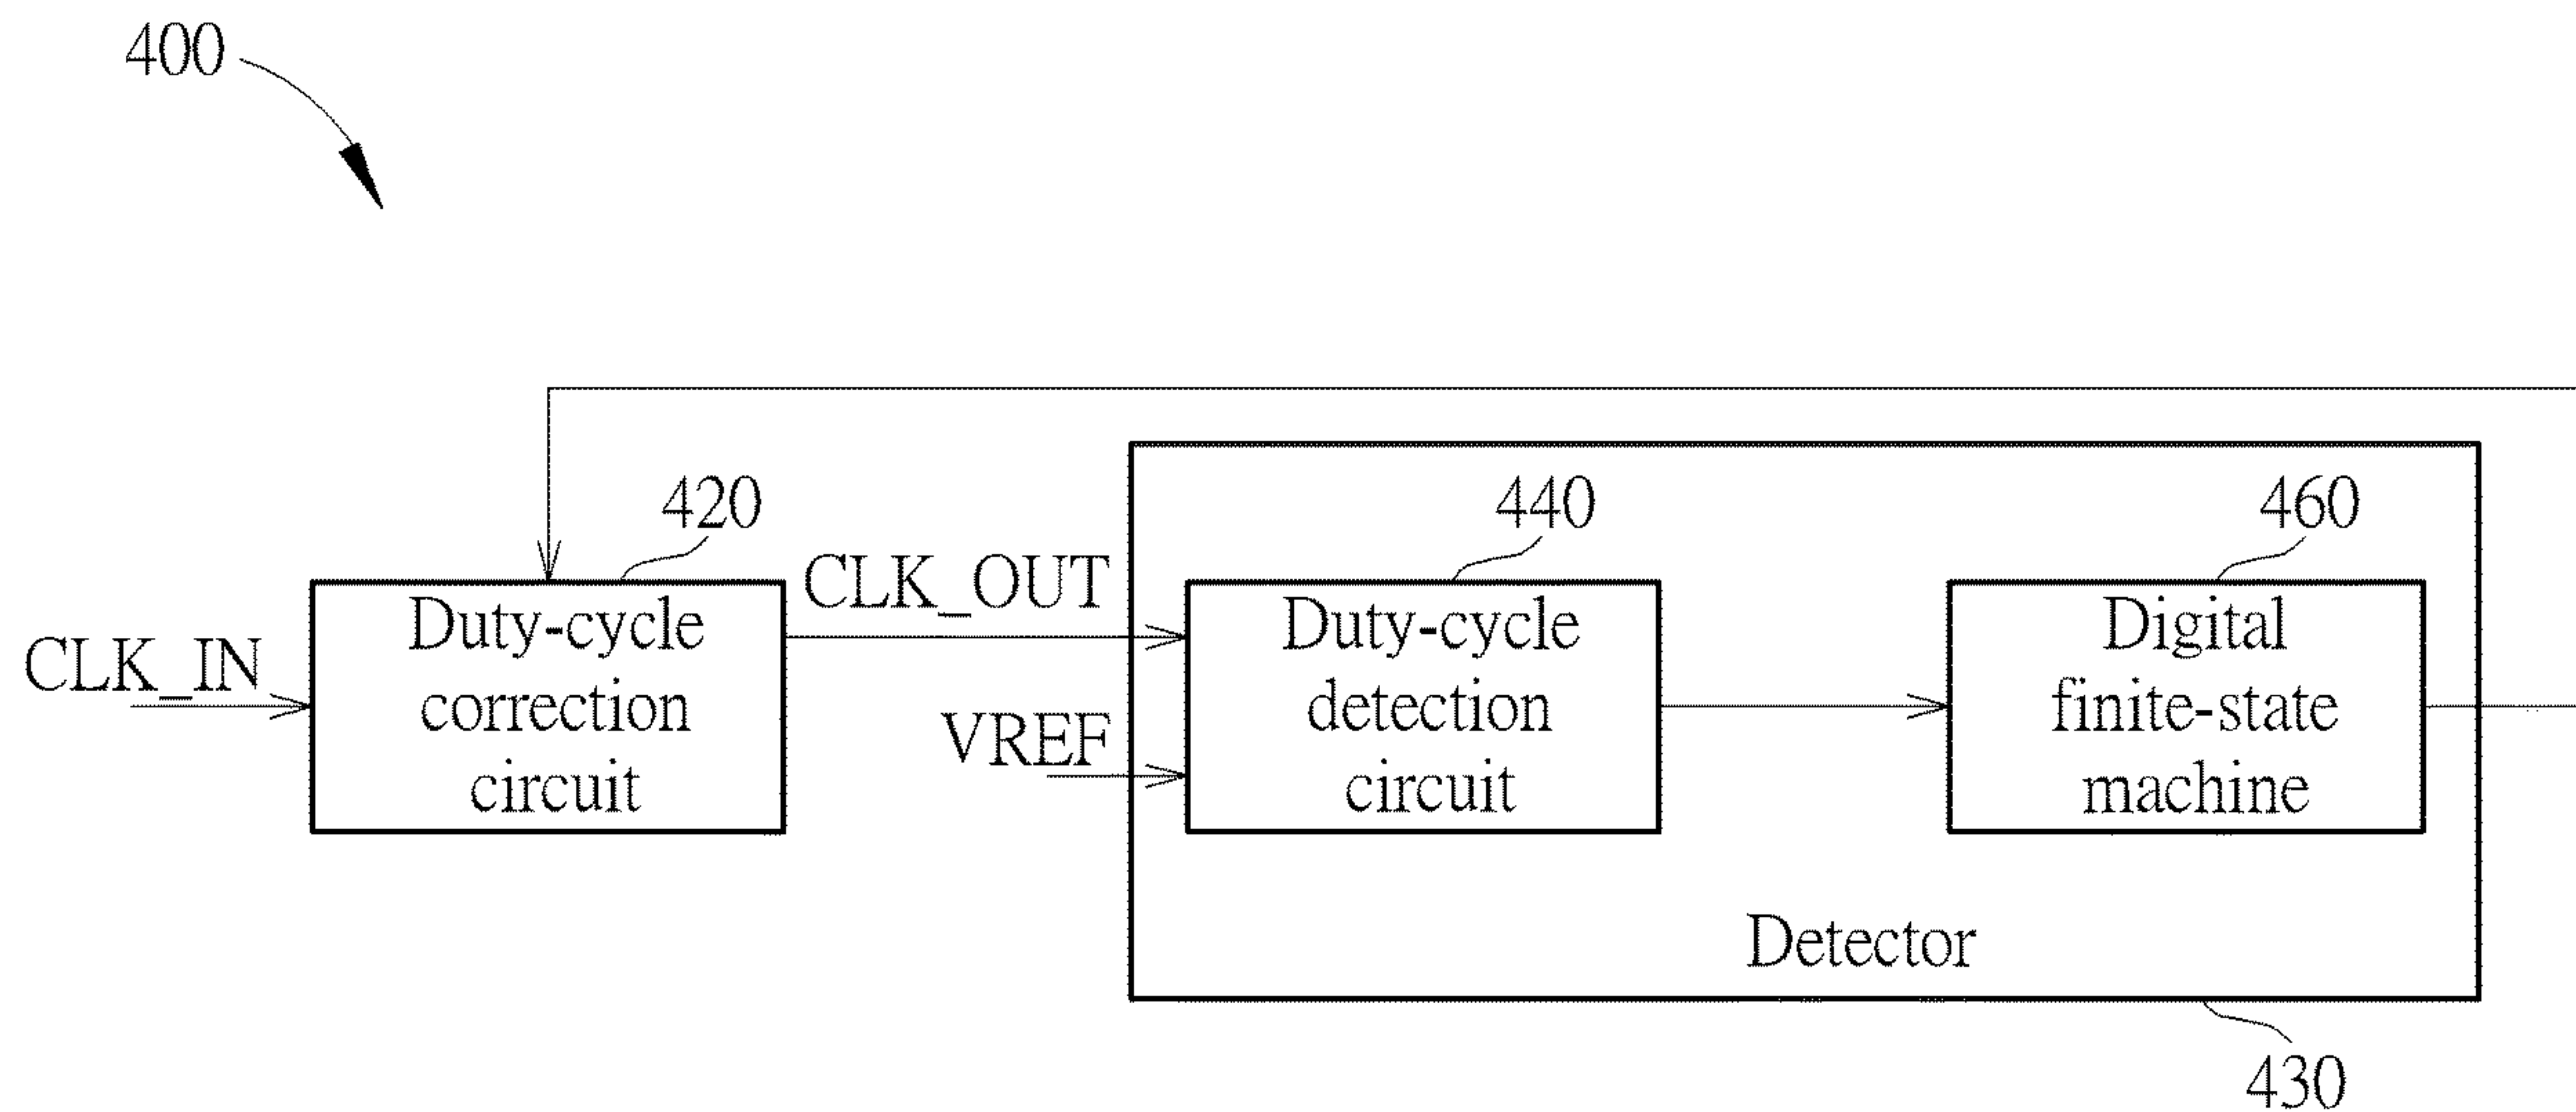 400
420
440
460
CLK_OUT
CLK_IN
Duty-cycle
correction
circuit
VREF
Duty-cycle
detection
circuit
Digital
finite-state
machine
Detector
430